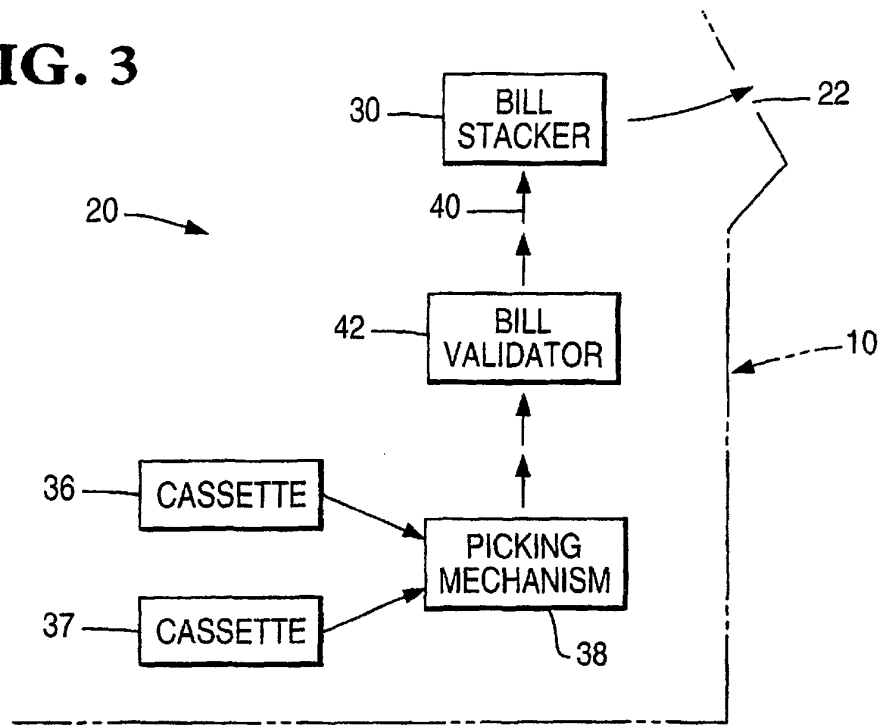 IG. 3
30
BILL
STACKER
22
20
40
42
BILL
VALIDATOR
10
36
CASSETTE
PICKING
MECHANISM
37
CASSETTE
38